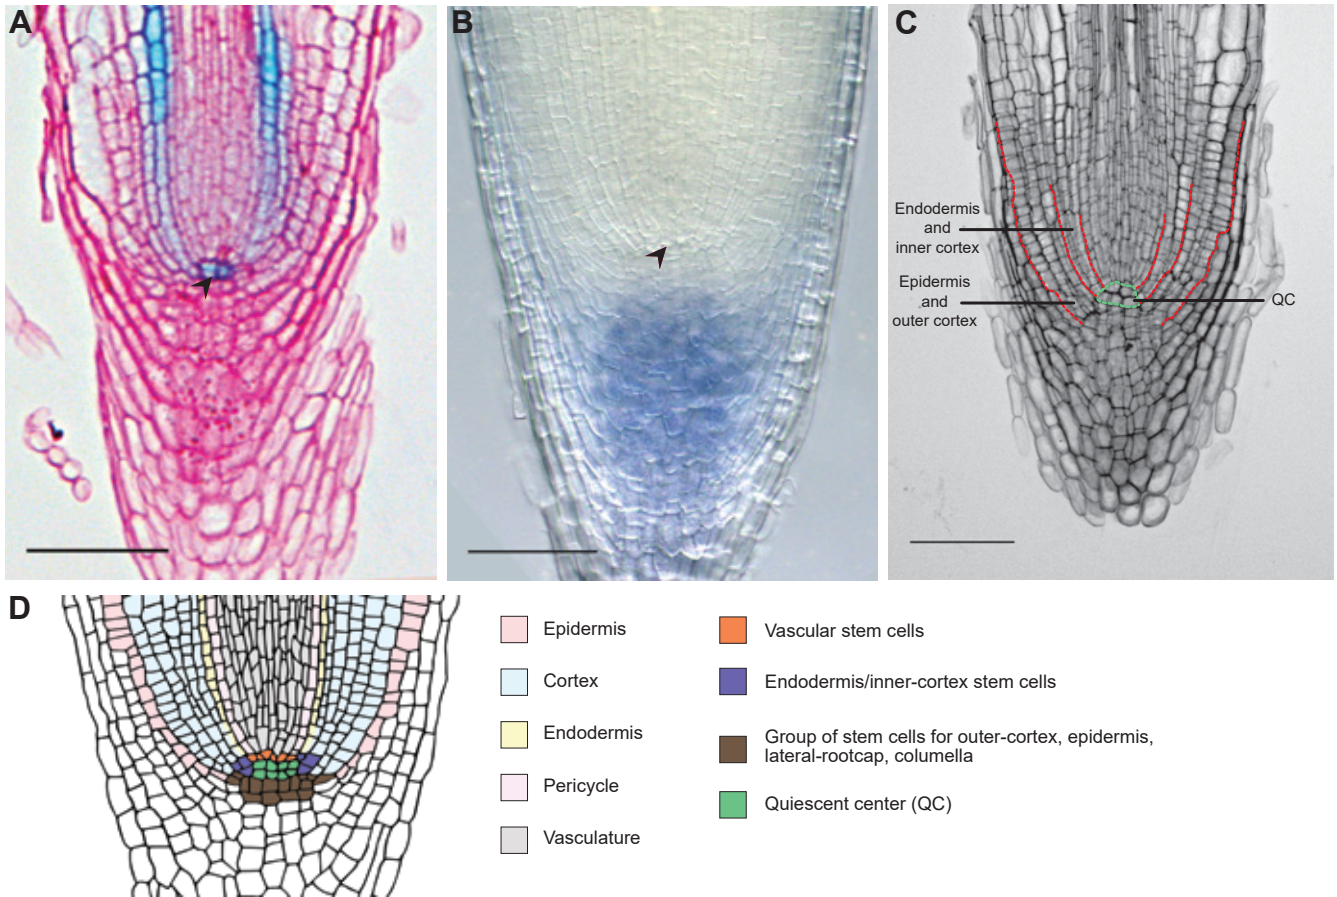 A
B
C
Endodermis
and
inner cortex
Epidermis
and
outer cortex
QC
D
Epidermis
Cortex
Endodermis
Pericycle
Vasculature
Vascular stem cells
Endodermis/inner-cortex stem cells
Group of stem cells for outer-cortex, epidermis,
lateral-rootcap, columella
Quiescent center (QC)